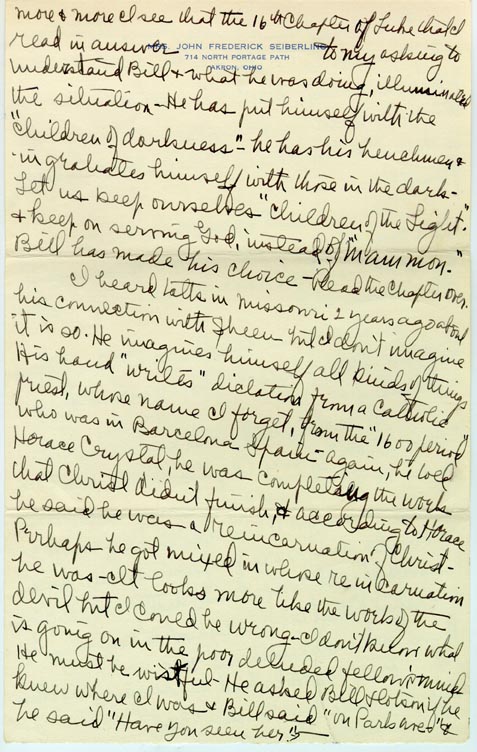 more & more I see that the 16th Chapter of Luke that I
read in answer to my asking to
MRS. JOHN FREDERICK SEIBERLING
714 NORTH PORTAGE PATH
AKRON, OHIO
understand Bill & what he was doing, illuminated
the situation - He has put himself with the
"children of darkness" - he has his henchmen &
ingratiates himself with those in the dark -
Let us keep ourselves "children of the Light"
& keep on serving God, instead of "mammon."
Bill has made his choice - Read the chapter over.
I heard in Missouri 2 years ago about
his connection with Sheen - but I don't imagine
it is so. He imagines himself all kinds of things
His hand "writes" dictation from a Catholic
priest, whose name I forget, from the "1600 period"
who was in Barcelona Spain - again, he told
Horace Crystal, he was completing the work
that Christ didn't finish, & according to Horace
he said he was a reincarnation of Christ -
Perhaps he got mixed in whose reincarnation
he was - It looks more like the works of the
devil but I could be wrong - I don't know what
is going on in the poor deluded fellow's mind
He must be wistful - He asked Bill if he
knew where I was & Bill said "on Park ave" &
he said "Have you seen her"?